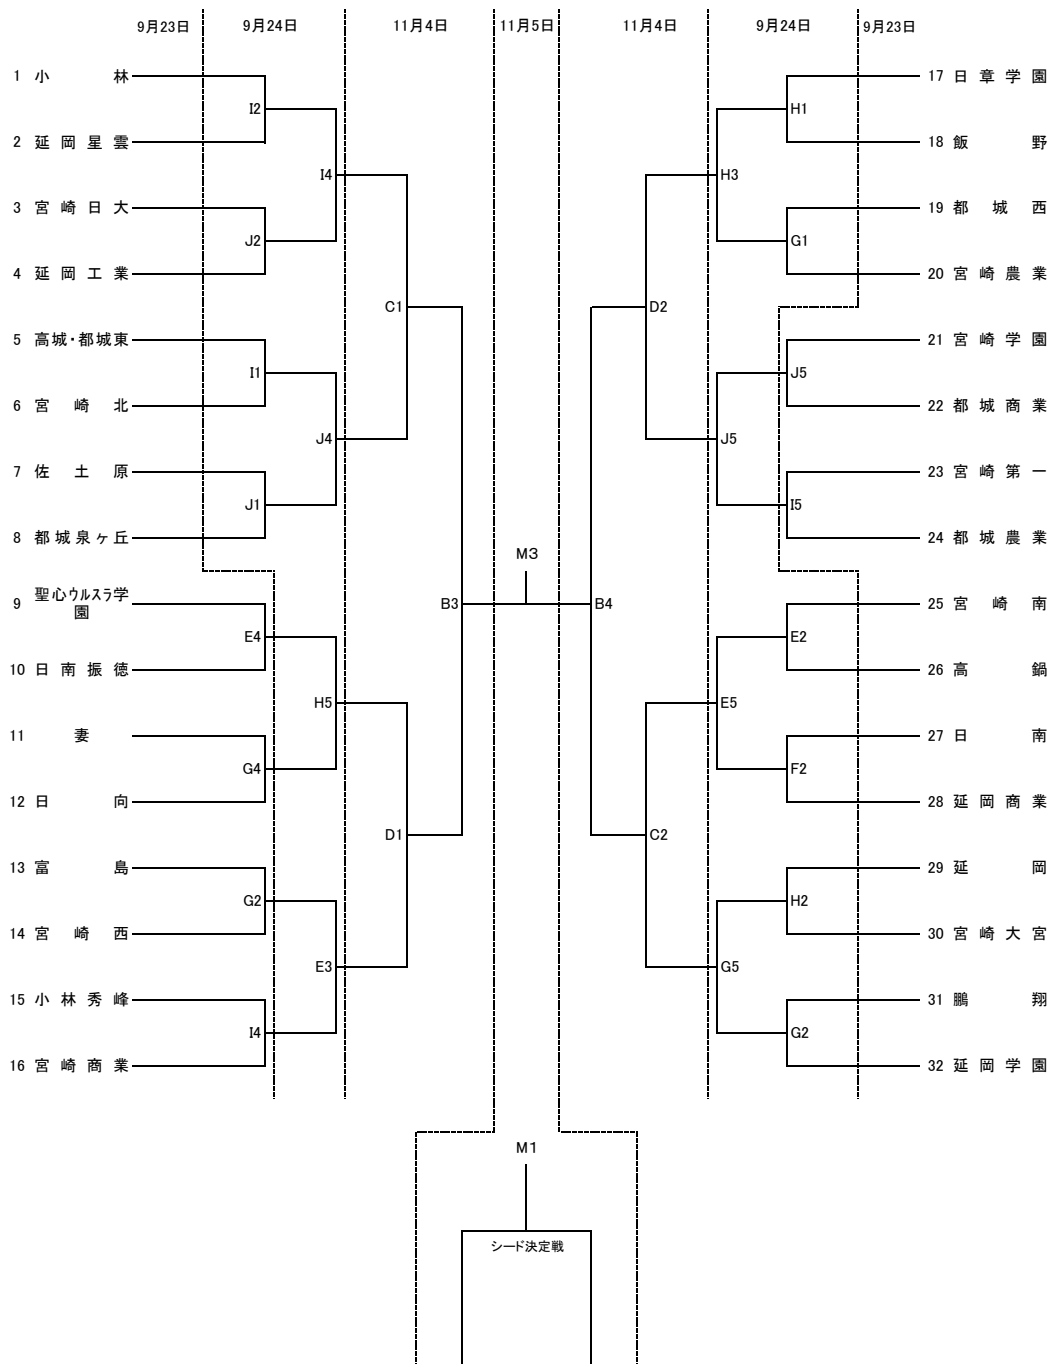 9月23日 9月24日 11月4日 11月5日 11月4日 9月24日 9月23日
1 小林 17 日章学園
I2 H1
2 延岡星雲 18 飯野
I4 H3
3 宮崎日大 19 都城西
J2 G1
4 延岡工業 20 宮崎農業
C1 D2
5 高城・都城東 21 宮崎学園
I1 J5
6 宮崎北 22 都城商業
J4 J5
7 佐土原 23 宮崎第一
J1 I5
8 都城泉ヶ丘 24 都城農業
M3
9 聖心ウルスラ学園 B3 B4 25 宮崎南
E4 E2
10 日南振徳 26 高鍋
H5 E5
11 妻 27 日南
G4 F2
12 日向 28 延岡商業
D1 C2
13 富島 29 延岡
G2 H2
14 宮崎西 30 宮崎大宮
E3 G5
15 小林秀峰 31 鵬翔
I4 G2
16 宮崎商業 32 延岡学園
M1
シード決定戦